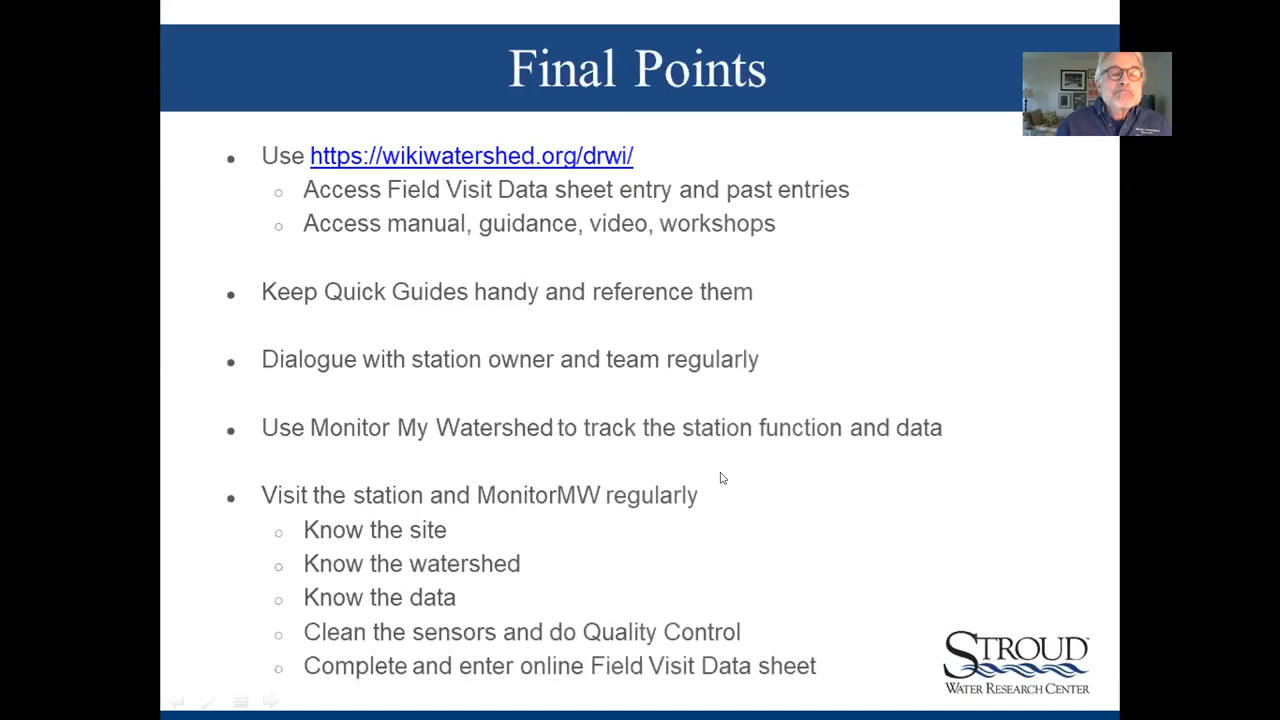 Final Points
Use https://wikiwatershed.org/drwi/
Access Field Visit Data sheet entry and past entries
Access manual, guidance, video, workshops
Keep Quick Guides handy and reference them
Dialogue with station owner and team regularly
Use Monitor My Watershed to track the station function and data
Visit the station and MonitorMW regularly
Know the site
Know the watershed
Know the data
Clean the sensors and do Quality Control
Complete and enter online Field Visit Data sheet
STROUD™
WATER RESEARCH CENTER